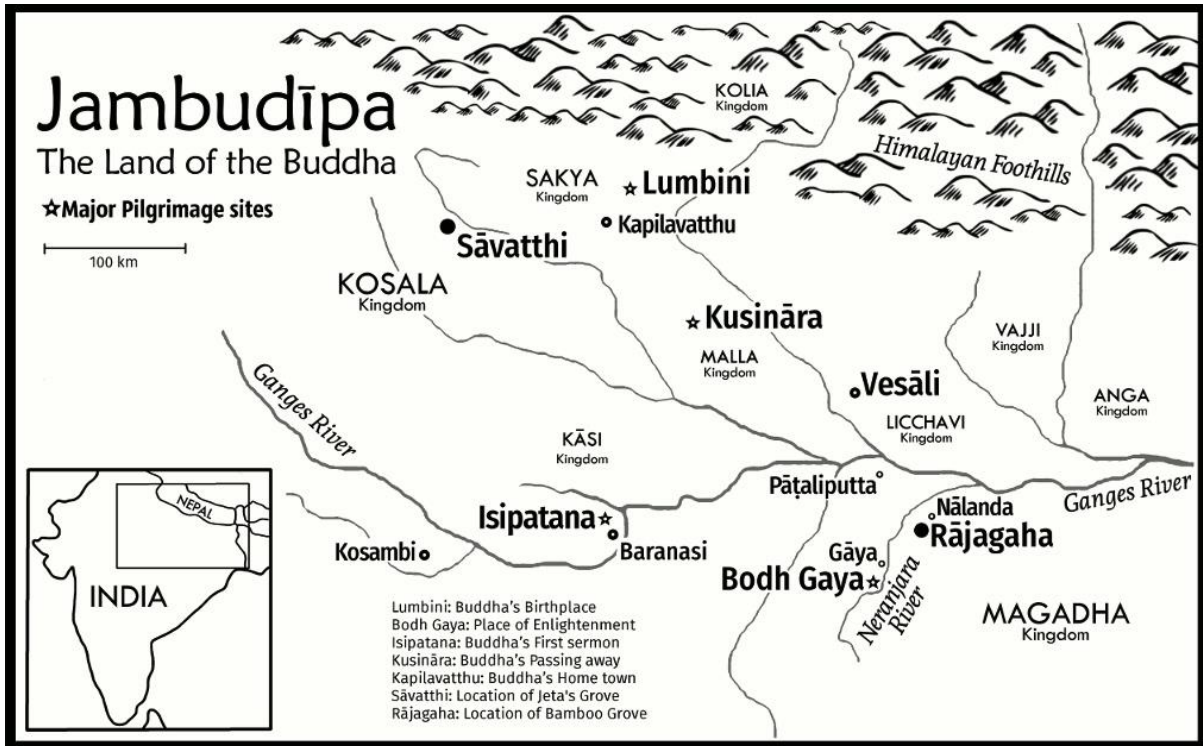 Jambudīpa
The Land of the Buddha
☆Major Pilgrimage sites
100 km
KOLIA
Kingdom
Himalayan Foothills
SAKYA
Kingdom
Lumbini
Kapilavatthu
Sāvatthi
KOSALA
Kingdom
Kusināra
MALLA
Kingdom
VAJJI
Kingdom
Vesāli
ANGA
Kingdom
LICCHAVI
Kingdom
Ganges River
KĀSI
Kingdom
Pāṭaliputta
Ganges River
Isipatana
Nālanda
Rājagaha
Kosambi
Baranasi
Gāya
Bodh Gaya
Neranjara
River
MAGADHA
Kingdom
NEPAL
INDIA
Lumbini: Buddha's Birthplace
Bodh Gaya: Place of Enlightenment
Isipatana: Buddha's First sermon
Kusināra: Buddha's Passing away
Kapilavatthu: Buddha's Home town
Sāvatthi: Location of Jeta's Grove
Rājagaha: Location of Bamboo Grove